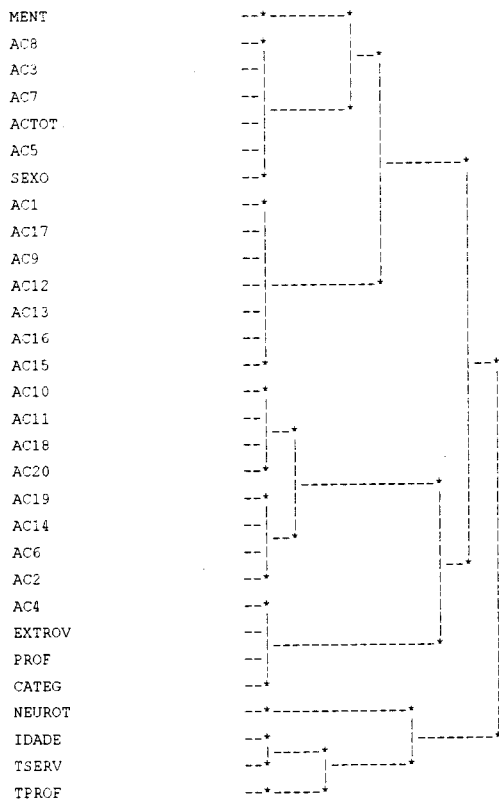 MENT
AC8
AC3
AC7
ACTOT
AC5
SEXO
AC1
AC17
AC9
AC12
AC13
AC16
AC15
AC10
AC11
AC18
AC20
AC19
AC14
AC6
AC2
AC4
EXTROV
PROF
CATEG
NEUROT
IDADE
TSERV
TPROF